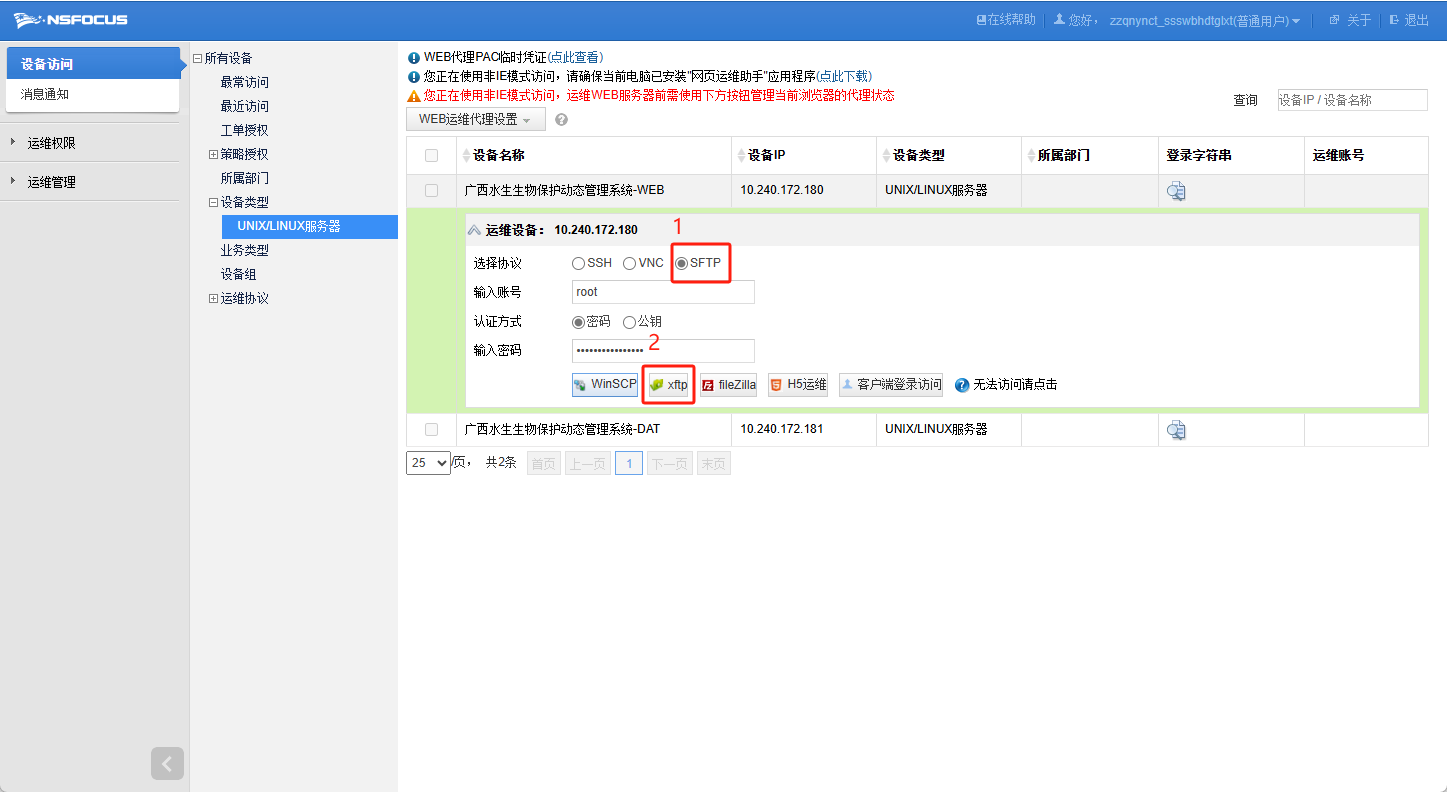 NSFOCUS
在线帮助 您好， zzqnynct_ssswbhdtglxt(普通用户) 关于 退出
设备访问
消息通知
运维权限
运维管理
所有设备
最常访问
最近访问
工单授权
策略授权
所属部门
设备类型
UNIX/LINUX服务器
业务类型
设备组
运维协议
WEB代理PAC临时凭证(点此查看)
您正在使用非IE模式访问，请确保当前电脑已安装"网页运维助手"应用程序(点此下载)
您正在使用非IE模式访问，运维WEB服务器前需使用下方按钮管理当前浏览器的代理状态
查询 设备IP / 设备名称
WEB运维代理设置
设备名称 设备IP 设备类型 所属部门 登录字符串 运维账号
广西水生生物保护动态管理系统-WEB 10.240.172.180 UNIX/LINUX服务器
运维设备： 10.240.172.180 1
选择协议 SSH VNC SFTP
输入账号 root
认证方式 密码 公钥
输入密码 •••••••••••••••• 2
WinSCP xftp fileZilla H5运维 客户端登录访问 无法访问请点击
广西水生生物保护动态管理系统-DAT 10.240.172.181 UNIX/LINUX服务器
25 /页， 共2条 首页 上一页 1 下一页 末页